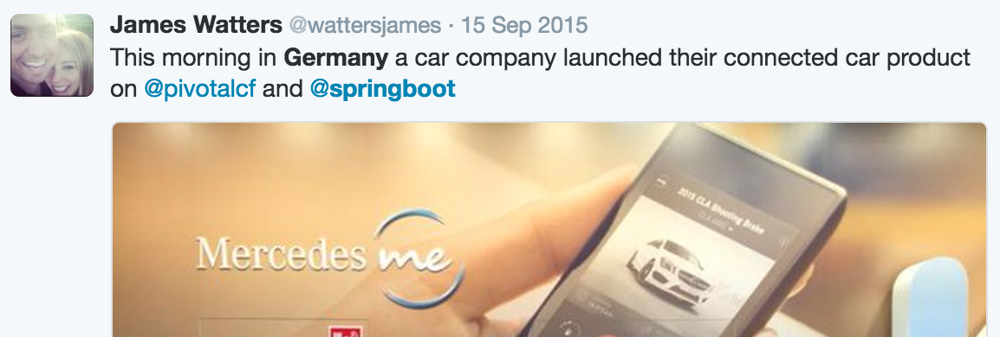 James Watters @wattersjames · 15 Sep 2015
This morning in Germany a car company launched their connected car product
on @pivotalcf and @springboot
2015 CLA Shooting Brake
Mercedes me